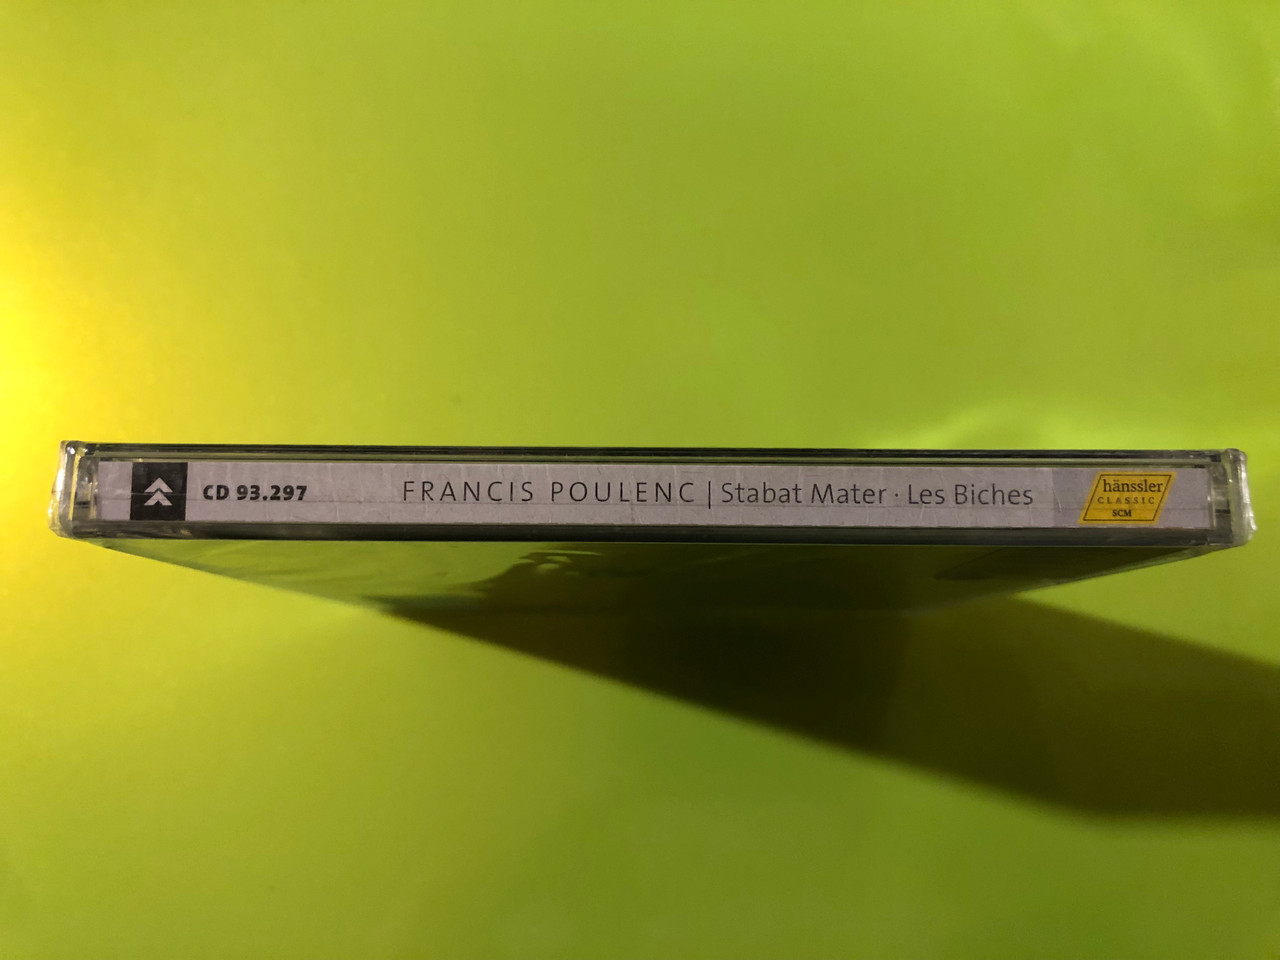 CD 93.297
FRANCIS POULENC | Stabat Mater · Les Biches
hänssler
CLASSIC
SCM